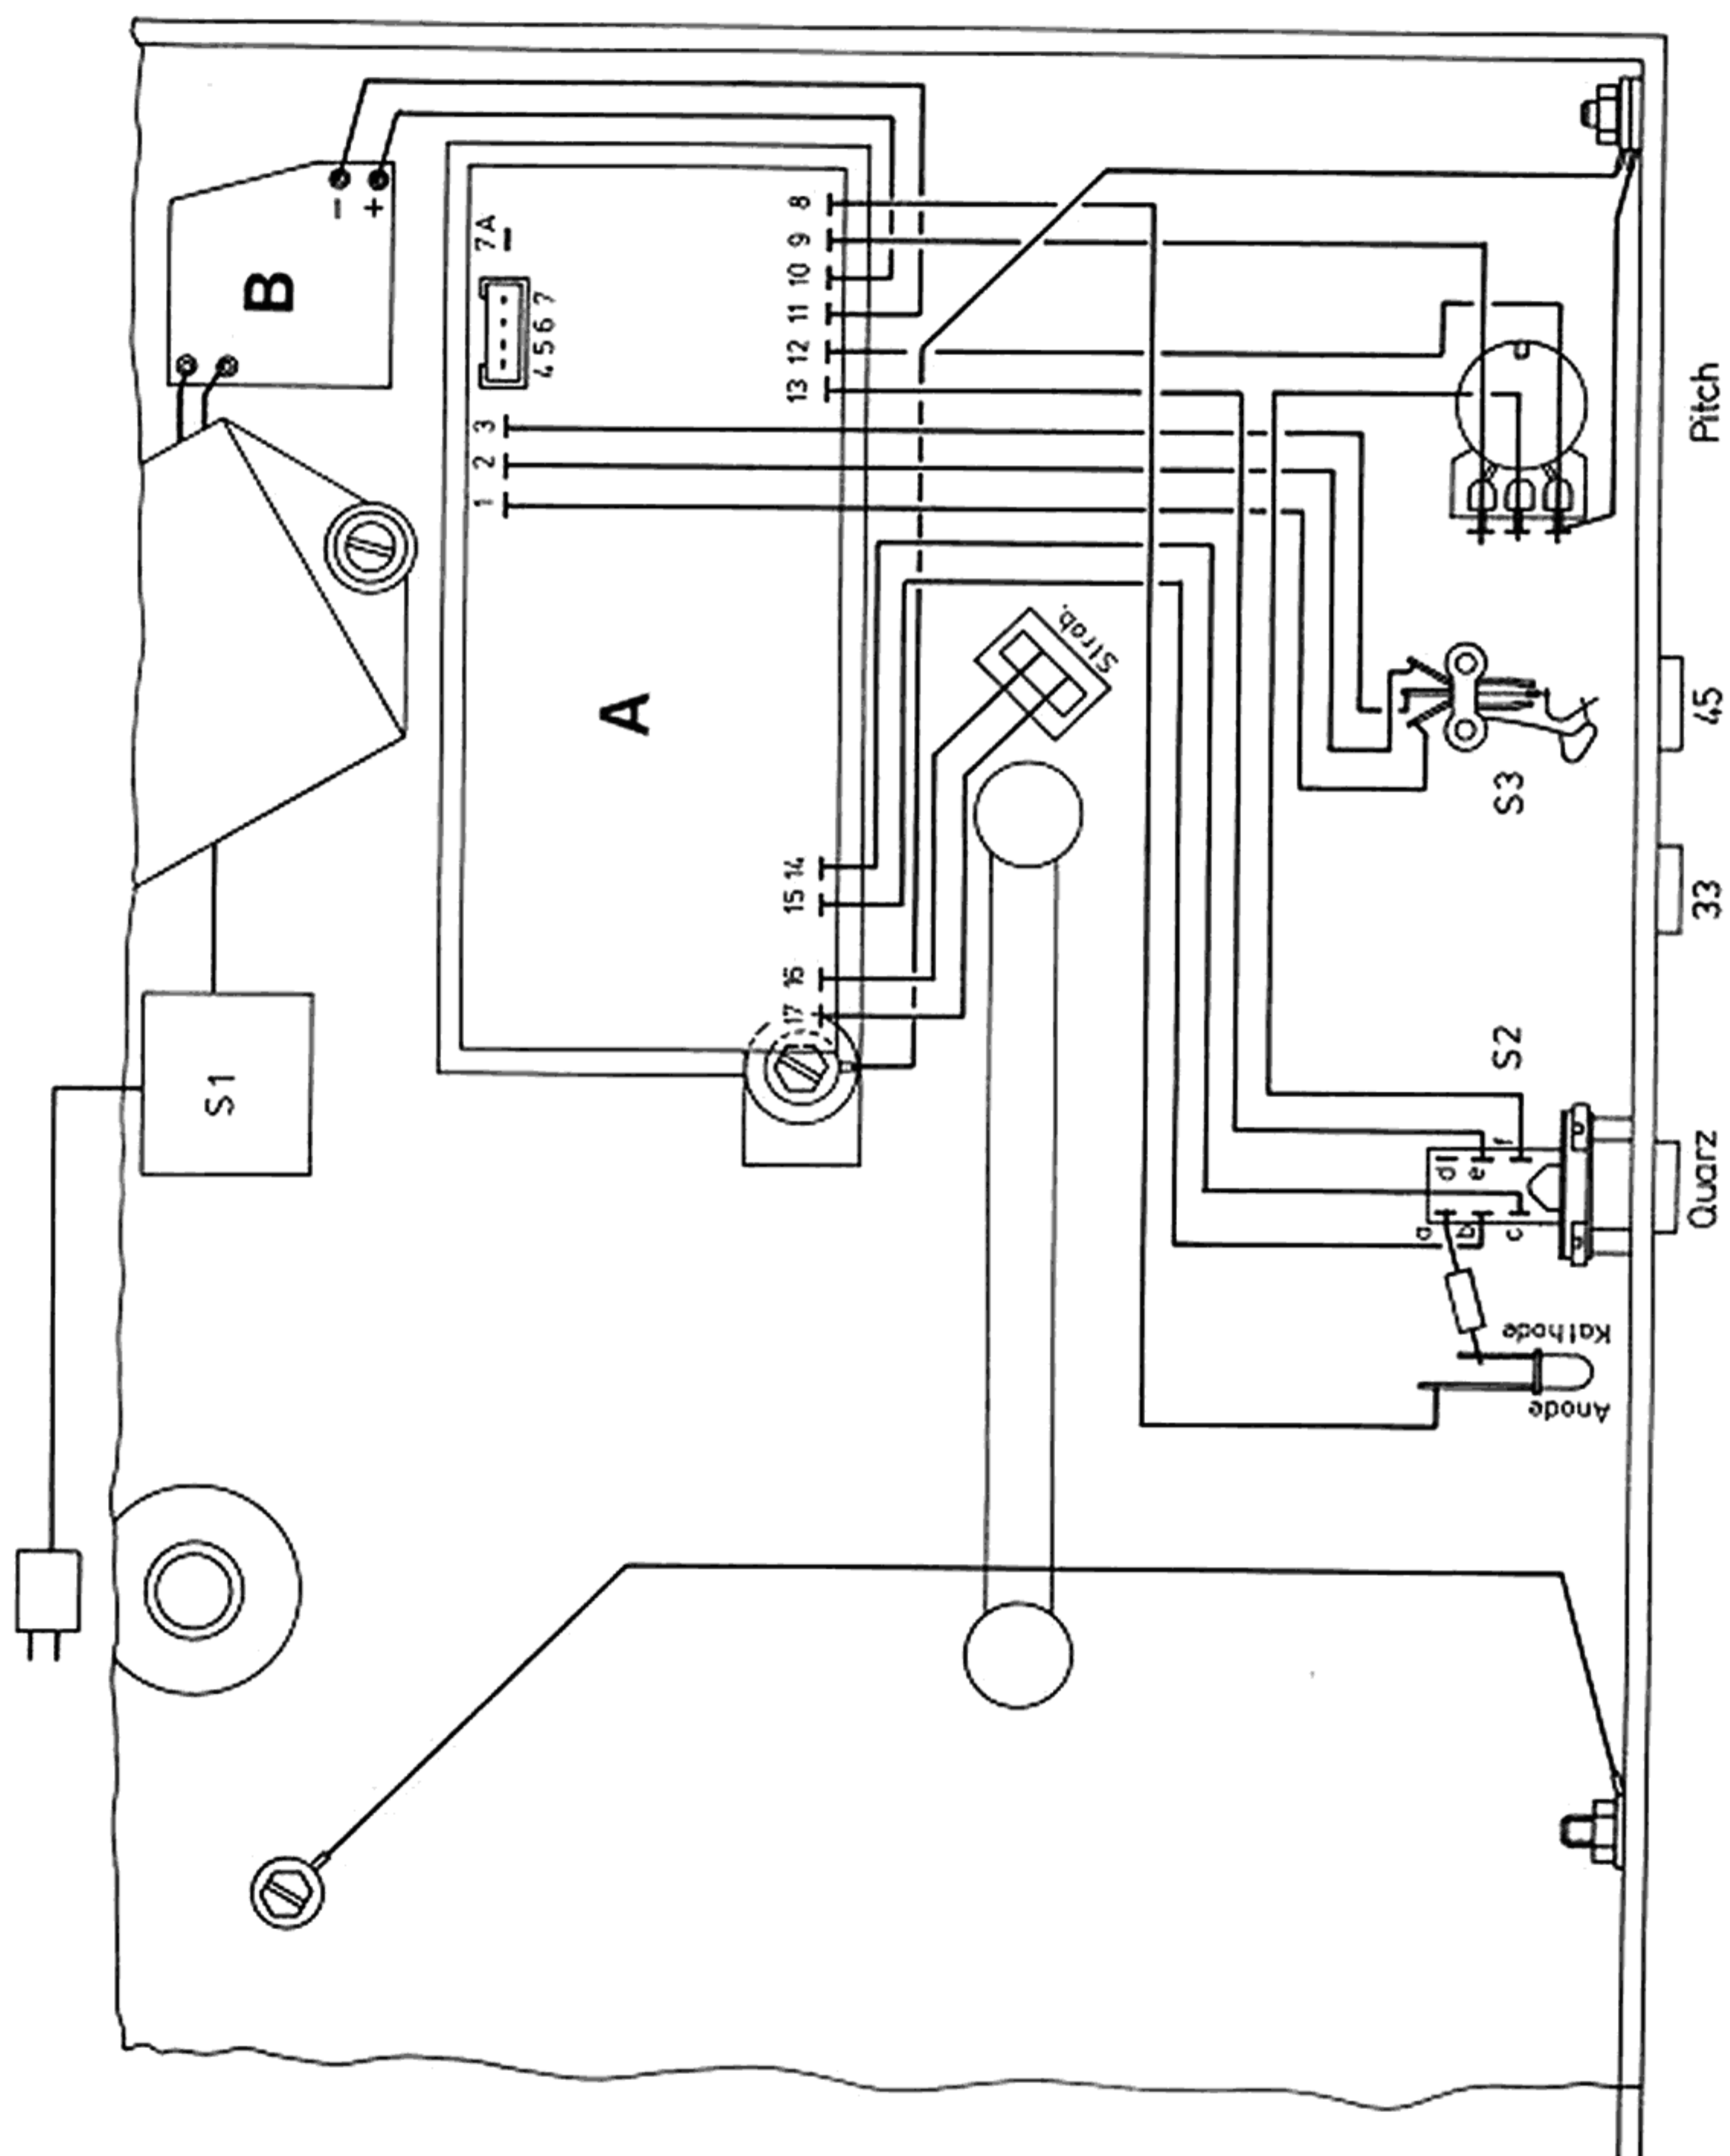 B
-
+
7A
4 5 6 7
3
2
1
8
9
10
11
12
13
A
14
15
16
17
Strob.
S1
S2
S3
a
b
c
d
e
f
Kathode
Anode
Pitch
45
33
Quarz